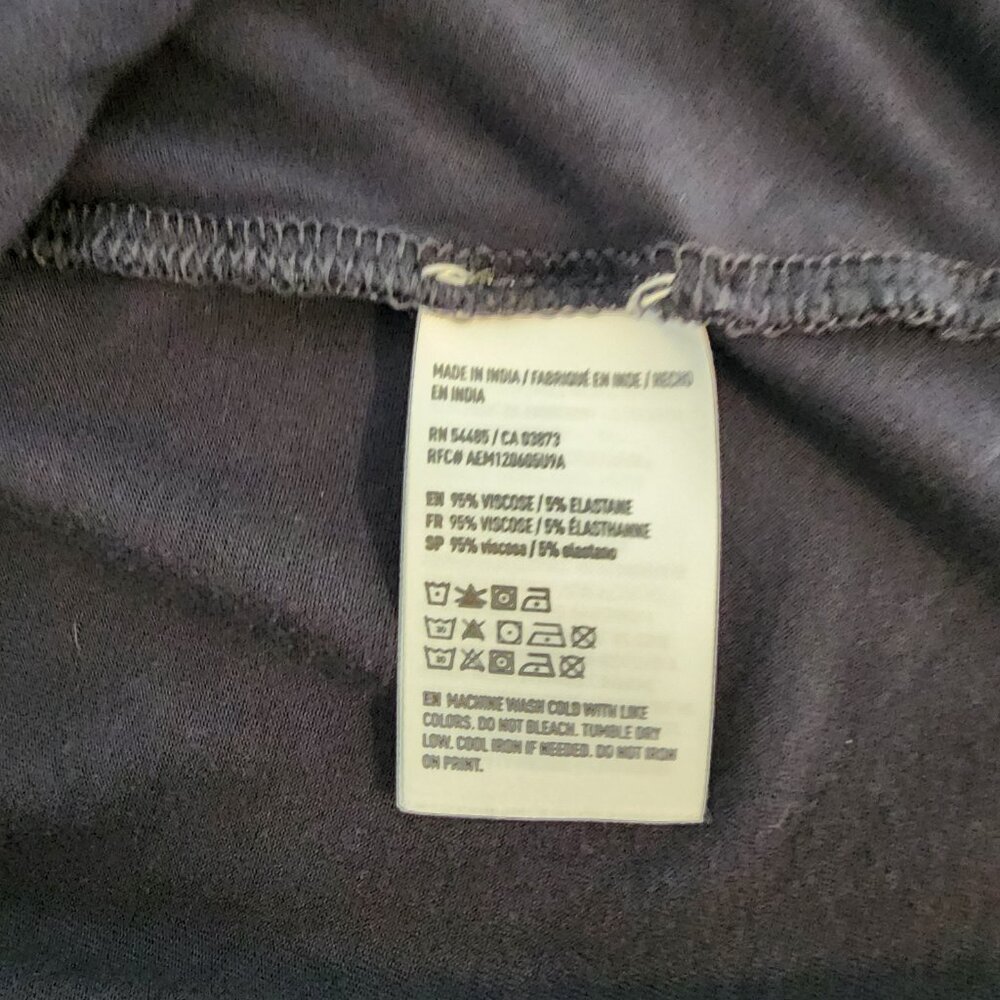 MADE IN INDIA / FABRIQUÉ EN INDE / HECHO
EN INDIA
RN 54485 / CA 03873
RFC# AEM120605U9A
EN 95% VISCOSE / 5% ELASTANE
FR 95% VISCOSE / 5% ÉLASTHANNE
SP 95% viscosa / 5% elastano
30
30
EN MACHINE WASH COLD WITH LIKE
COLORS. DO NOT BLEACH. TUMBLE DRY
LOW. COOL IRON IF NEEDED. DO NOT IRON
ON PRINT.